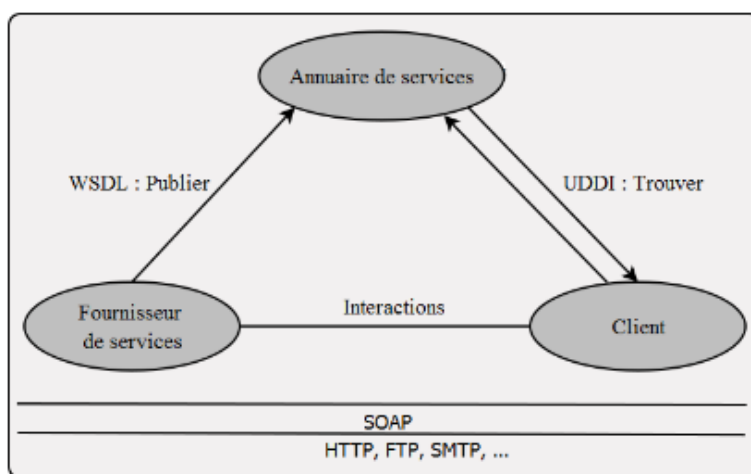 Annuaire de services
WSDL : Publier
UDDI : Trouver
Fournisseur
de services
Interactions
Client
SOAP
HTTP, FTP, SMTP, ...